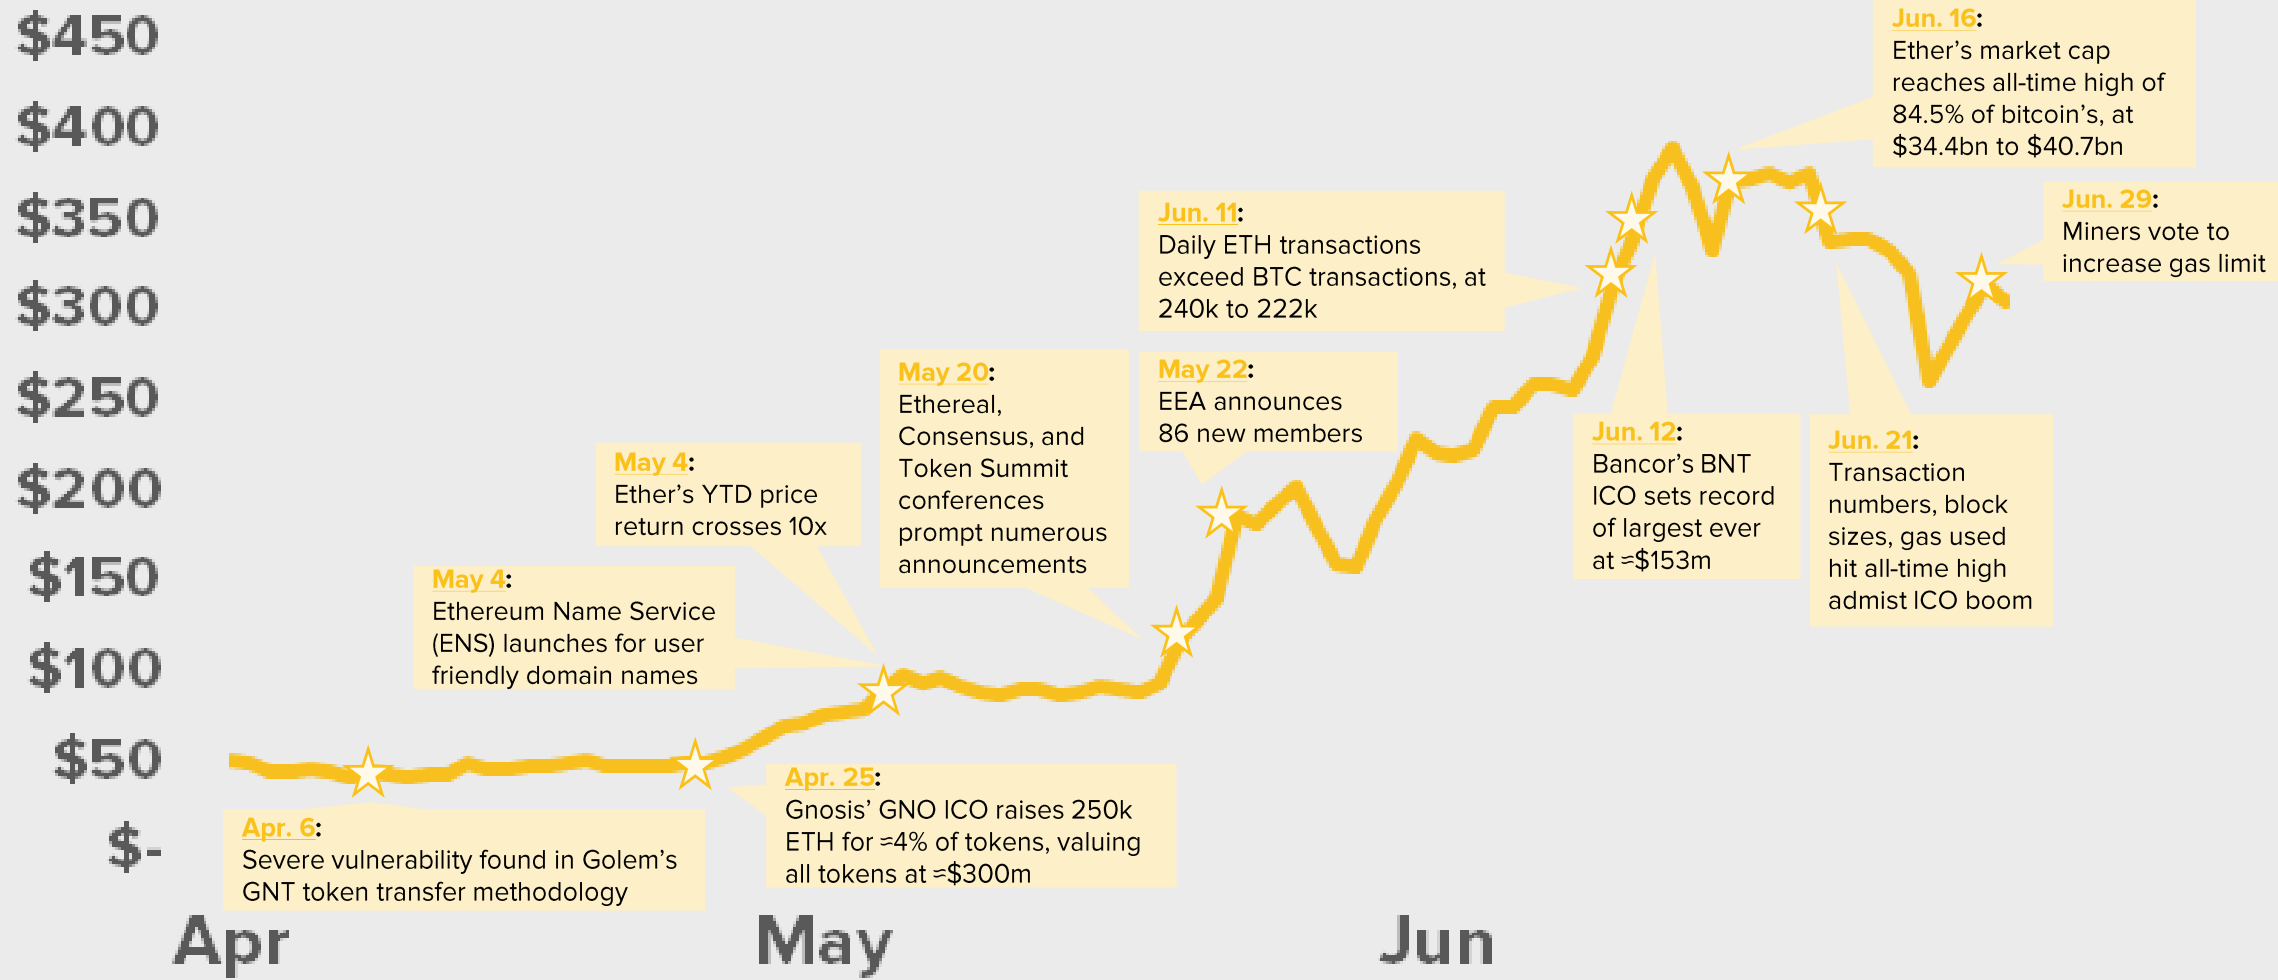 $450
$400
$350
$300
$250
$200
$150
$100
$50
$-
Apr
May
Jun
Apr. 6:
Severe vulnerability found in Golem’s
GNT token transfer methodology
Apr. 25:
Gnosis’ GNO ICO raises 250k
ETH for ≈4% of tokens, valuing
all tokens at ≈$300m
May 4:
Ethereum Name Service
(ENS) launches for user
friendly domain names
May 4:
Ether’s YTD price
return crosses 10x
May 20:
Ethereal,
Consensus, and
Token Summit
conferences
prompt numerous
announcements
May 22:
EEA announces
86 new members
Jun. 11:
Daily ETH transactions
exceed BTC transactions, at
240k to 222k
Jun. 12:
Bancor’s BNT
ICO sets record
of largest ever
at ≈$153m
Jun. 16:
Ether’s market cap
reaches all-time high of
84.5% of bitcoin’s, at
$34.4bn to $40.7bn
Jun. 21:
Transaction
numbers, block
sizes, gas used
hit all-time high
admist ICO boom
Jun. 29:
Miners vote to
increase gas limit